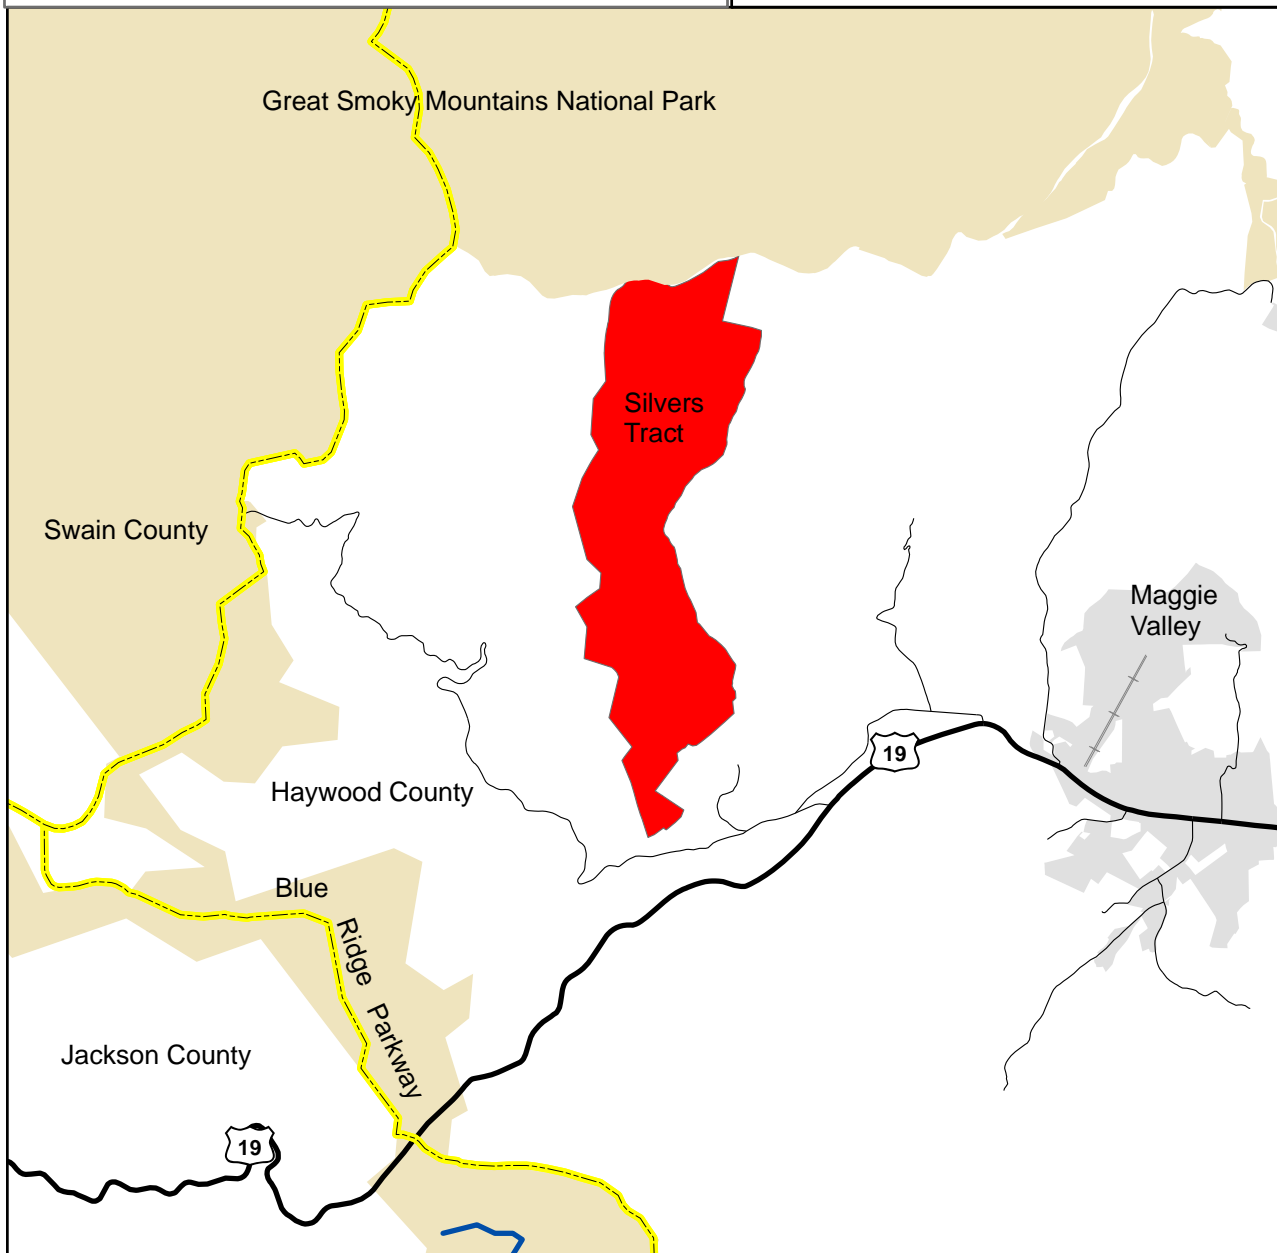 Great Smoky Mountains National Park
Silvers
Tract
Swain County
Maggie
Valley
19
Haywood County
Blue
Ridge
Parkway
Jackson County
19